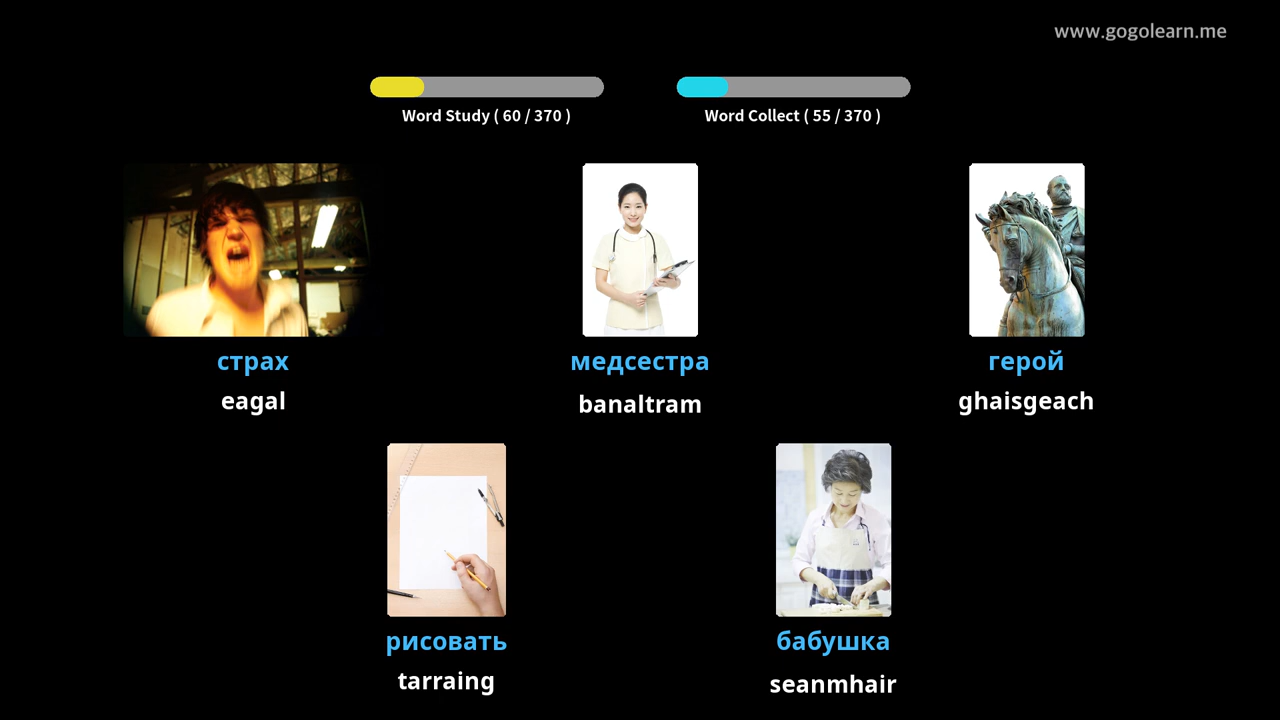 www.gogolearn.me
Word Study ( 60 / 370 )
Word Collect ( 55 / 370 )
страх
медсестра
герой
eagal
banaltram
ghaisgeach
рисовать
бабушка
tarraing
seanmhair